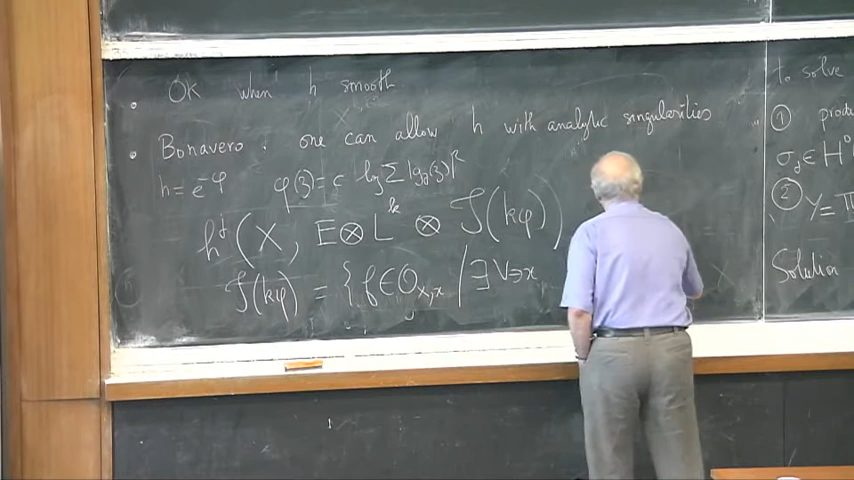 • OK when h smooth
• Bonavero : one can allow h with analytic singularities
h = e^{-φ} φ(z) = c log Σ |g_j(z)|^2
h^j (X, E ⊗ L^k ⊗ J(kφ))
J(kφ) = { f ∈ O_{X,x} / ∃ V ∋ x
to solve
①
σ_j ∈ H^0
② Y =
Solution